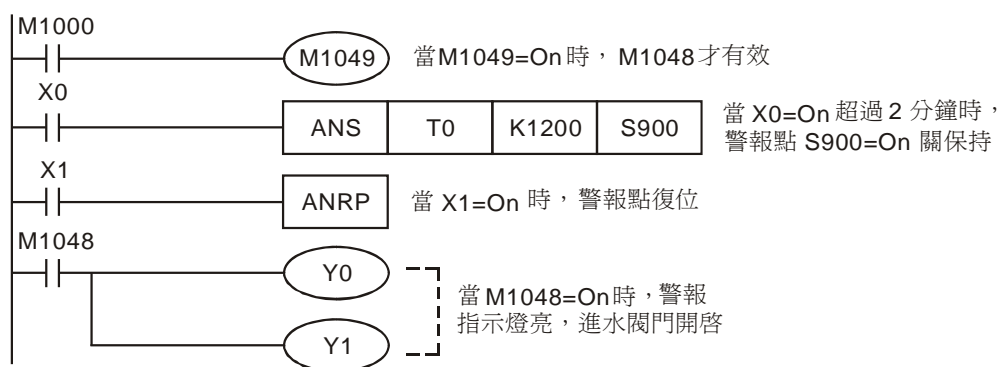 M1000
M1049
當M1049=On時，M1048才有效
X0
ANS T0 K1200 S900
當 X0=On 超過 2 分鐘時，
警報點 S900=On 關保持
X1
ANRP
當 X1=On 時，警報點復位
M1048
Y0
當M1048=On時，警報
指示燈亮，進水閥門開啓
Y1